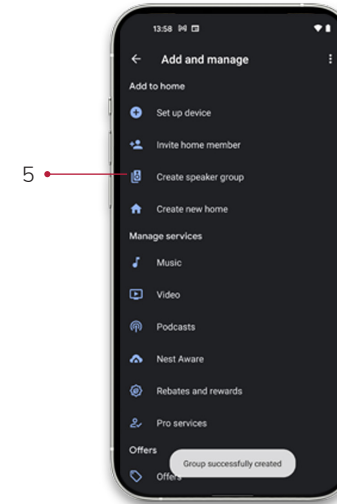 13:58
Add and manage
Add to home
Set up device
Invite home member
5
Create speaker group
Create new home
Manage services
Music
Video
Podcasts
Nest Aware
Rebates and rewards
Pro services
Offers
Group successfully created
Offers